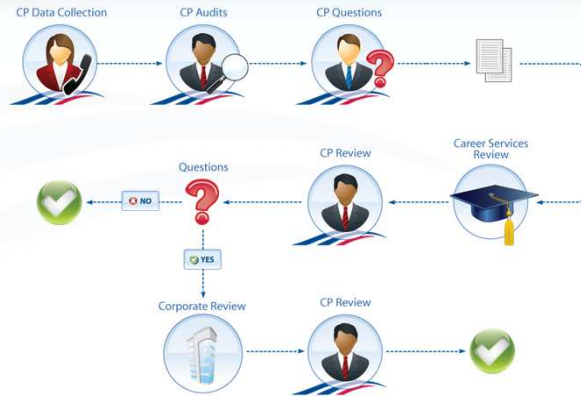 CP Data Collection
CP Audits
CP Questions
Career Services
Review
CP Review
Questions
NO
YES
Corporate Review
CP Review